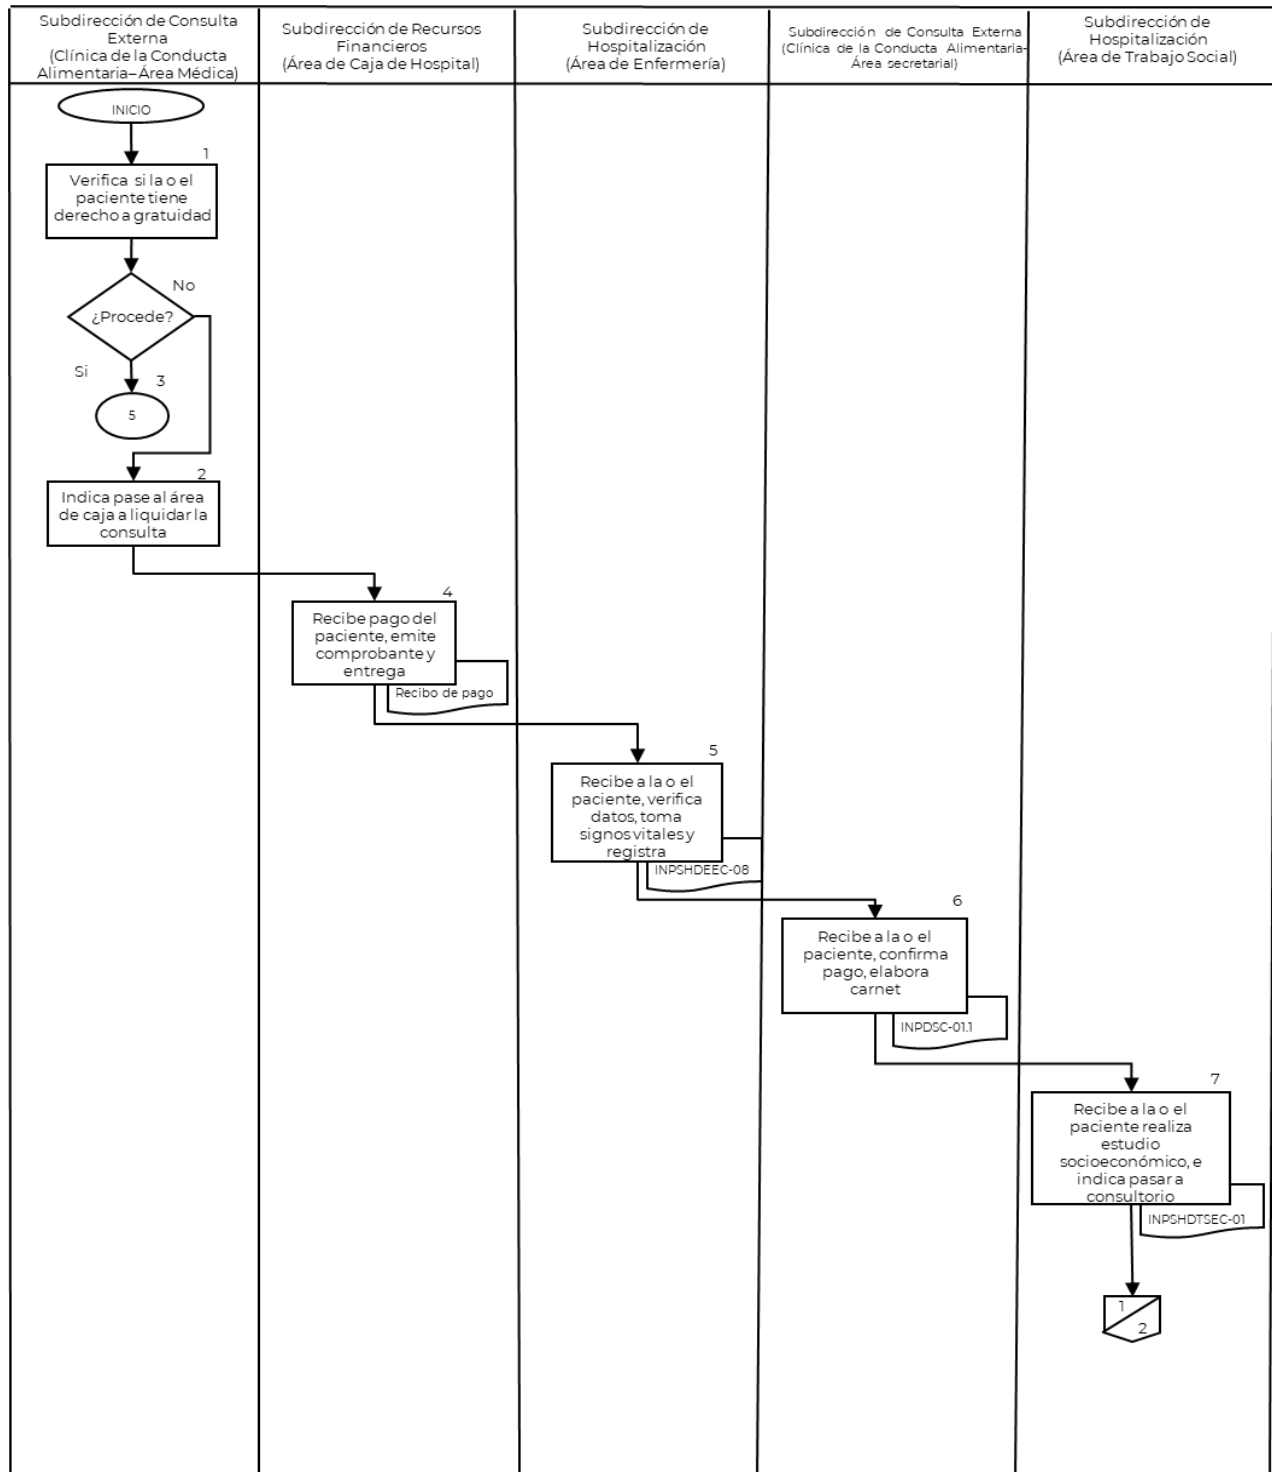 Subdirección de Consulta
Externa
(Clínica de la Conducta
Alimentaria–Área Médica)
Subdirección de Recursos
Financieros
(Área de Caja de Hospital)
Subdirección de
Hospitalización
(Área de Enfermería)
Subdirección de Consulta Externa
(Clínica de la Conducta Alimentaria-
Área secretarial)
Subdirección de
Hospitalización
(Área de Trabajo Social)
INICIO
1
Verifica si la o el
paciente tiene
derecho a gratuidad
No
¿Procede?
Si
3
5
2
Indica pase al área
de caja a liquidar la
consulta
4
Recibe pago del
paciente, emite
comprobante y
entrega
Recibo de pago
5
Recibe a la o el
paciente, verifica
datos, toma
signos vitales y
registra
INPSHDEEC-08
6
Recibe a la o el
paciente, confirma
pago, elabora
carnet
INPDSC-01.1
7
Recibe a la o el
paciente realiza
estudio
socioeconómico, e
indica pasar a
consultorio
INPSHDTSEC-01
1
2